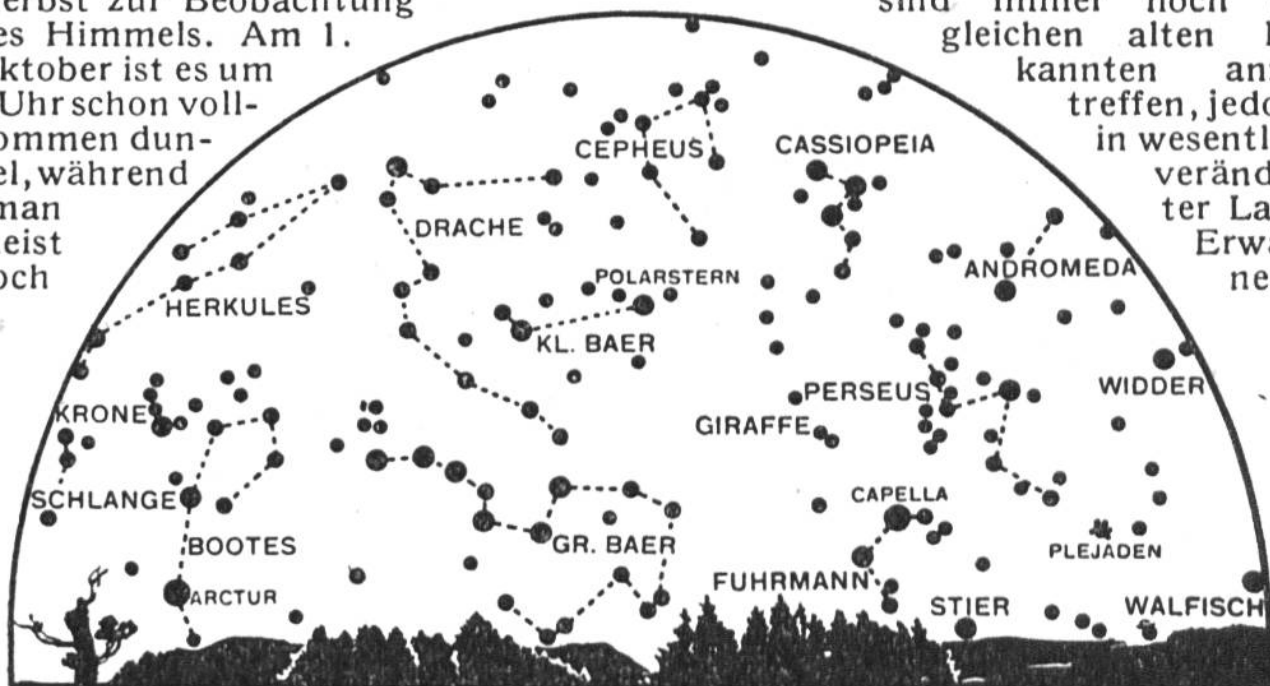 erbst zur Beobachtung
es Himmels. Am 1.
ktober ist es um
Uhr schon voll-
ommen dun-
el, während
man
eist
och
sind immer noch
gleichen alten
kannten an
treffen, jedo
in wesentl
veränd
ter La
Erwa
ne
CEPHEUS
CASSIOPEIA
DRACHE
HERKULES
POLARSTERN
ANDROMEDA
KL. BAER
KRONE
PERSEUS
WIDDER
GIRAFFE
SCHLANGE
CAPELLA
BOOTES
GR. BAER
PLEJADEN
FUHRMANN
ARCTUR
STIER
WALFISCH